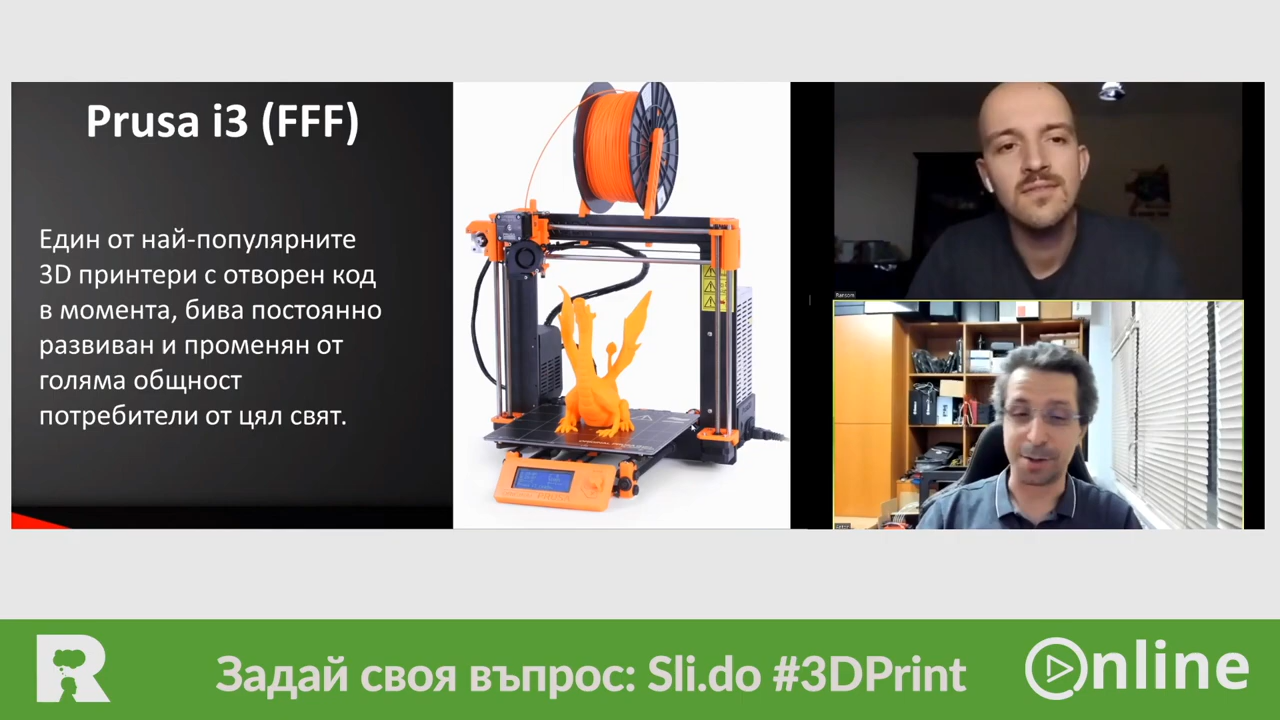 Prusa i3 (FFF)
Един от най-популярните
3D принтери с отворен код
в момента, бива постоянно
развиван и променян от
голяма общност
потребители от цял свят.
Ransom
Задай своя въпрос: Sli.do #3DPrint
Online